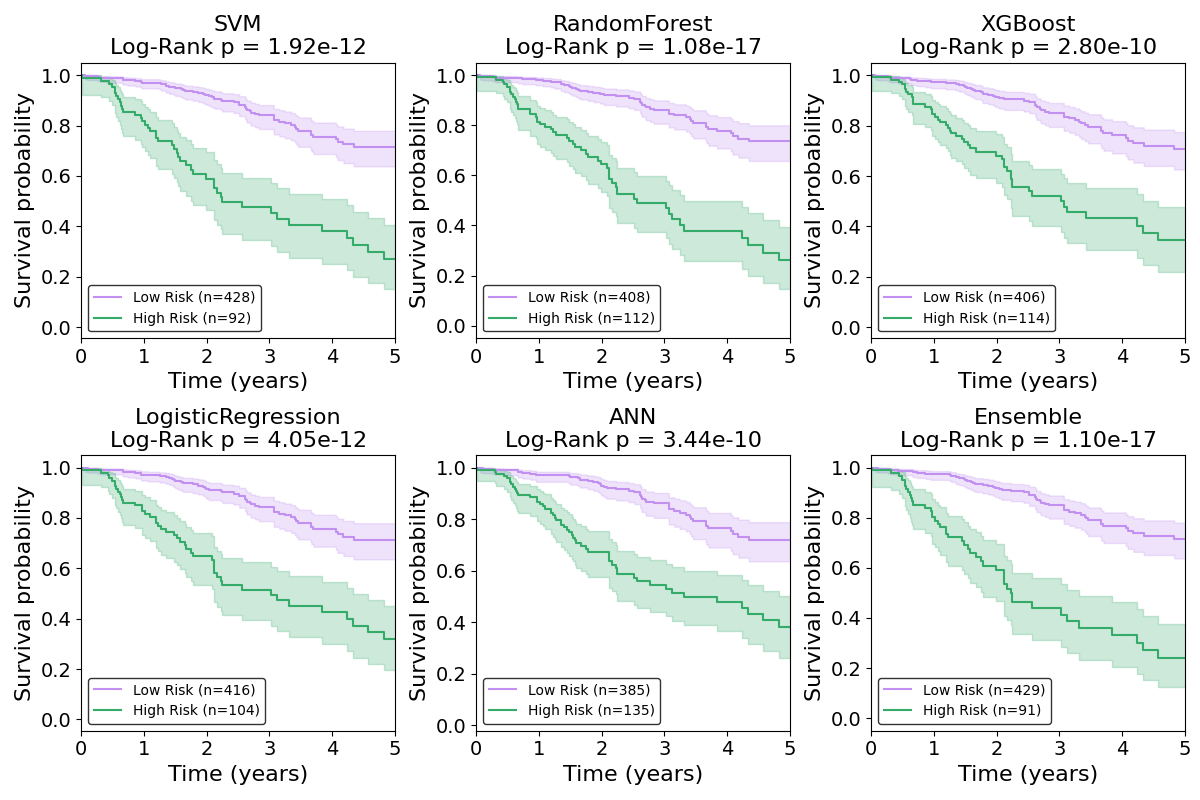 SVM
Log-Rank p = 1.92e-12
Survival probability
1.0
0.8
0.6
0.4
0.2
0.0
Low Risk (n=428)
High Risk (n=92)
0 1 2 3 4 5
Time (years)
RandomForest
Log-Rank p = 1.08e-17
Survival probability
1.0
0.8
0.6
0.4
0.2
0.0
Low Risk (n=408)
High Risk (n=112)
0 1 2 3 4 5
Time (years)
XGBoost
Log-Rank p = 2.80e-10
Survival probability
1.0
0.8
0.6
0.4
0.2
0.0
Low Risk (n=406)
High Risk (n=114)
0 1 2 3 4 5
Time (years)
LogisticRegression
Log-Rank p = 4.05e-12
Survival probability
1.0
0.8
0.6
0.4
0.2
0.0
Low Risk (n=416)
High Risk (n=104)
0 1 2 3 4 5
Time (years)
ANN
Log-Rank p = 3.44e-10
Survival probability
1.0
0.8
0.6
0.4
0.2
0.0
Low Risk (n=385)
High Risk (n=135)
0 1 2 3 4 5
Time (years)
Ensemble
Log-Rank p = 1.10e-17
Survival probability
1.0
0.8
0.6
0.4
0.2
0.0
Low Risk (n=429)
High Risk (n=91)
0 1 2 3 4 5
Time (years)